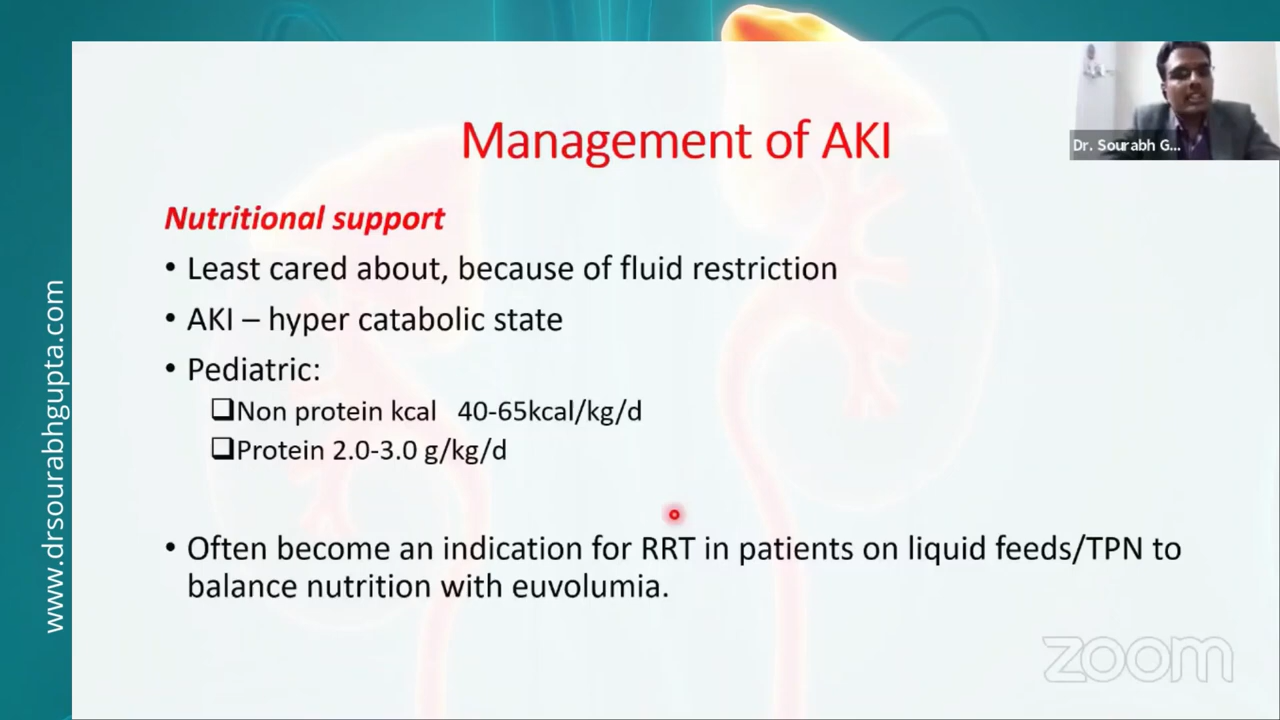 Management of AKI
Dr. Sourabh G...
Nutritional support
• Least cared about, because of fluid restriction
• AKI – hyper catabolic state
• Pediatric:
❑Non protein kcal 40-65kcal/kg/d
❑Protein 2.0-3.0 g/kg/d
• Often become an indication for RRT in patients on liquid feeds/TPN to
balance nutrition with euvolumia.
www.drsourabhgupta.com
zoom